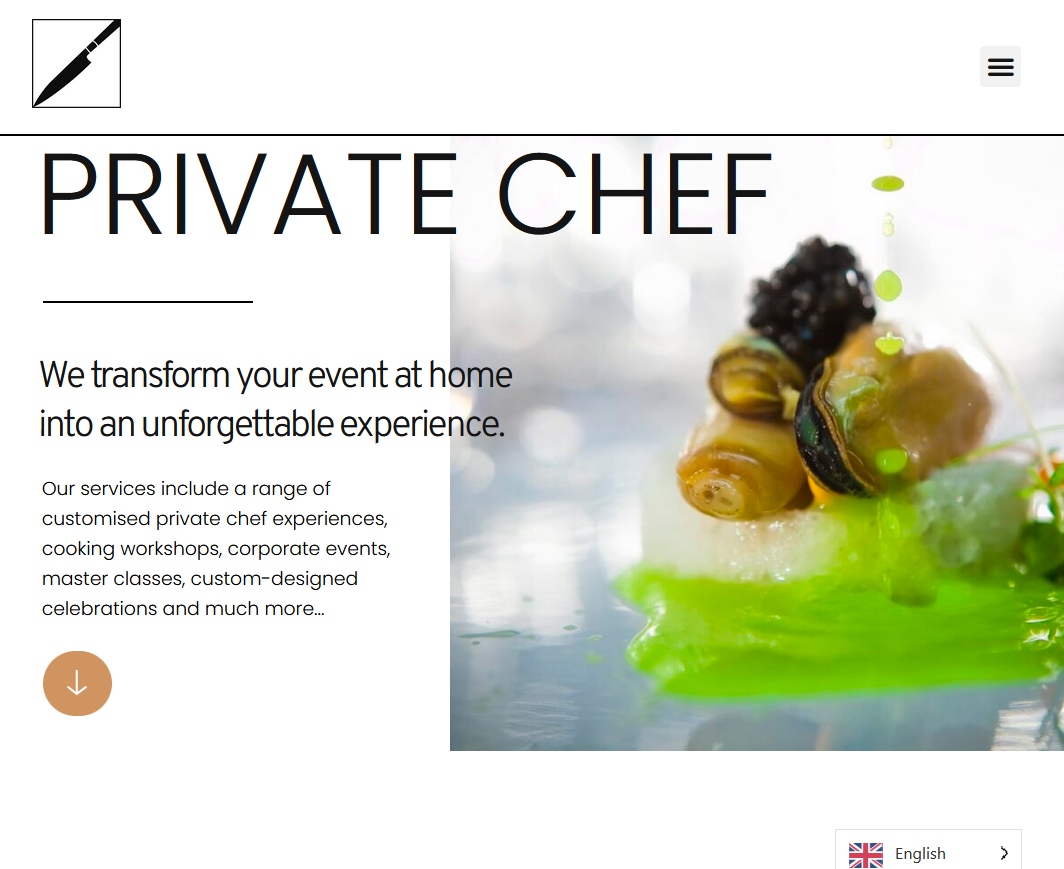 PRIVATE CHEF
We transform your event at home
into an unforgettable experience.
Our services include a range of
customised private chef experiences,
cooking workshops, corporate events,
master classes, custom-designed
celebrations and much more...
English